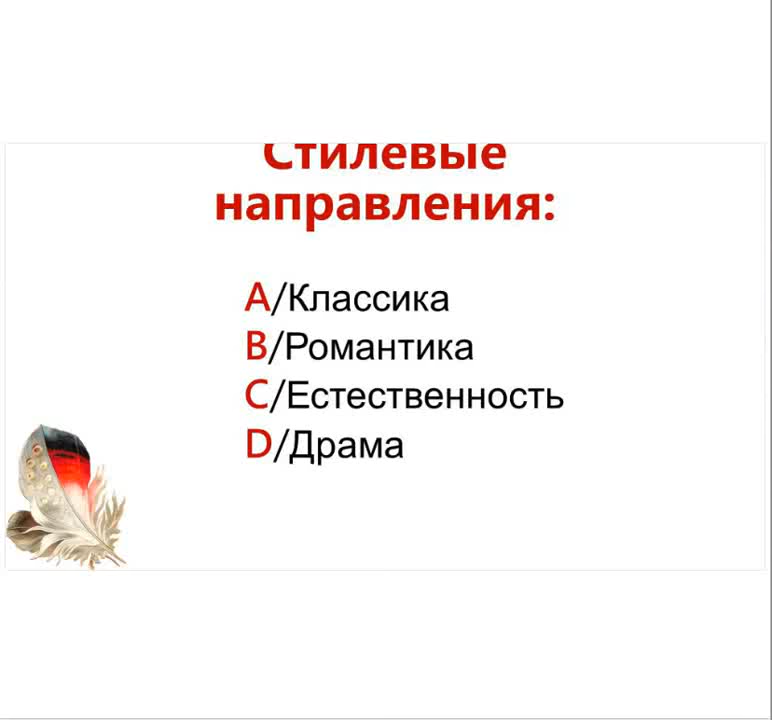 Стилевые
направления:
A/Классика
B/Романтика
C/Естественность
D/Драма